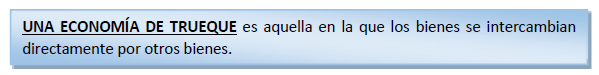 UNA ECONOMÍA DE TRUEQUE es aquella en la que los bienes se intercambian
directamente por otros bienes.